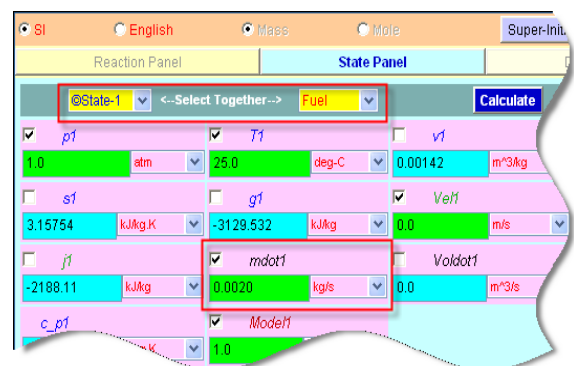 SI English Mass Mole Super-Init
Reaction Panel State Panel
©State-1 <--Select Together--> Fuel Calculate
p1 T1 v1
1.0 atm 25.0 deg-C 0.00142 m^3/kg
s1 g1 Vel1
3.15754 kJ/kg.K -3129.532 kJ/kg 0.0 m/s
j1 mdot1 Voldot1
-2188.11 kJ/kg 0.0020 kg/s 0.0 m^3/s
c_p1 Model1
1.0